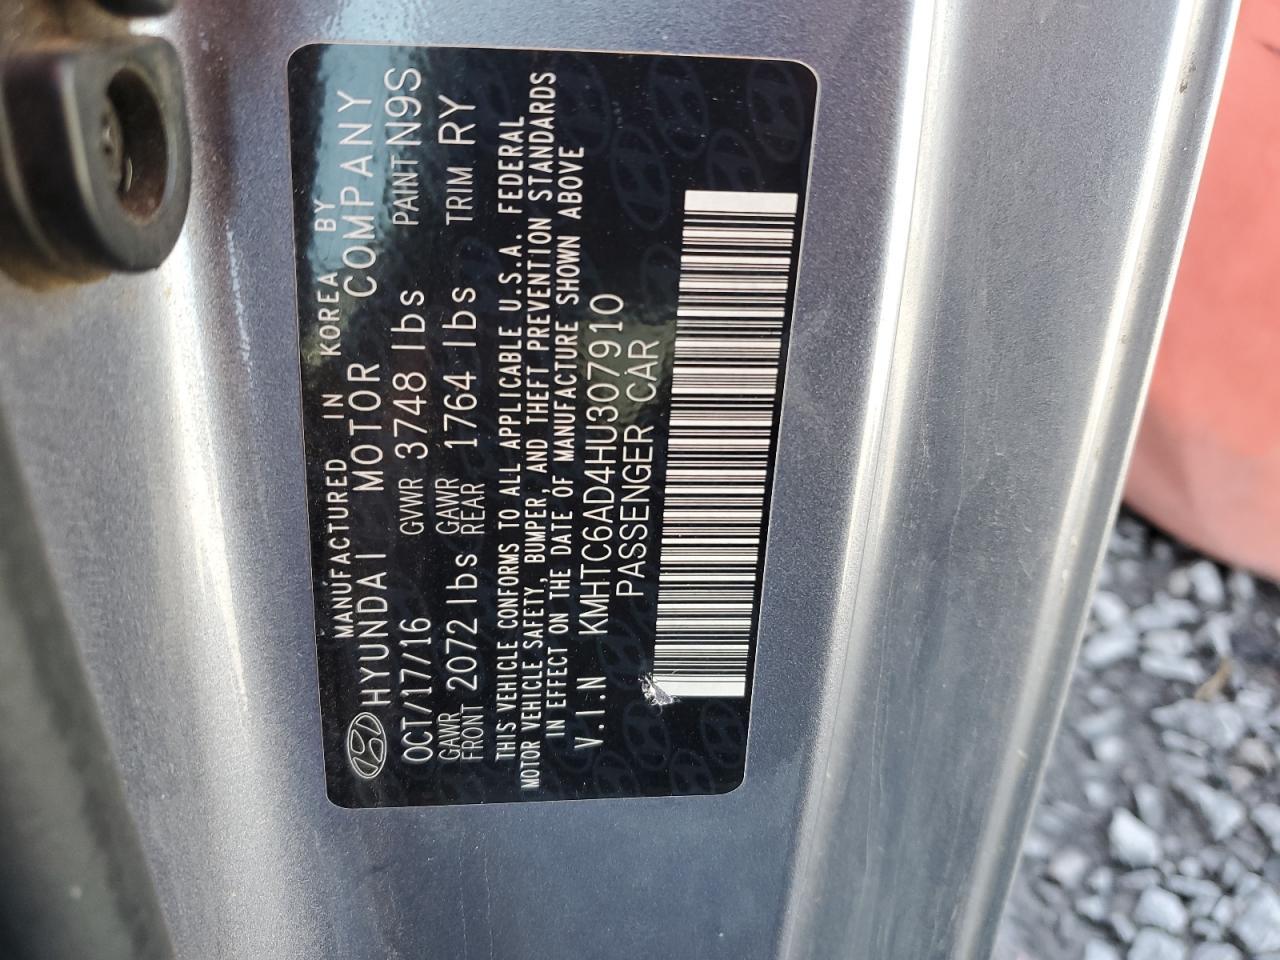 MANUFACTURED IN KOREA BY
HYUNDAI MOTOR COMPANY
OCT/17/16 GVWR 3748 lbs PAINT N9S
GAWR FRONT 2072 lbs GAWR REAR 1764 lbs TRIM RY
THIS VEHICLE CONFORMS TO ALL APPLICABLE U.S.A. FEDERAL
MOTOR VEHICLE SAFETY, BUMPER, AND THEFT PREVENTION STANDARDS
IN EFFECT ON THE DATE OF MANUFACTURE SHOWN ABOVE
V.I.N KMHTC6AD4HU307910
PASSENGER CAR